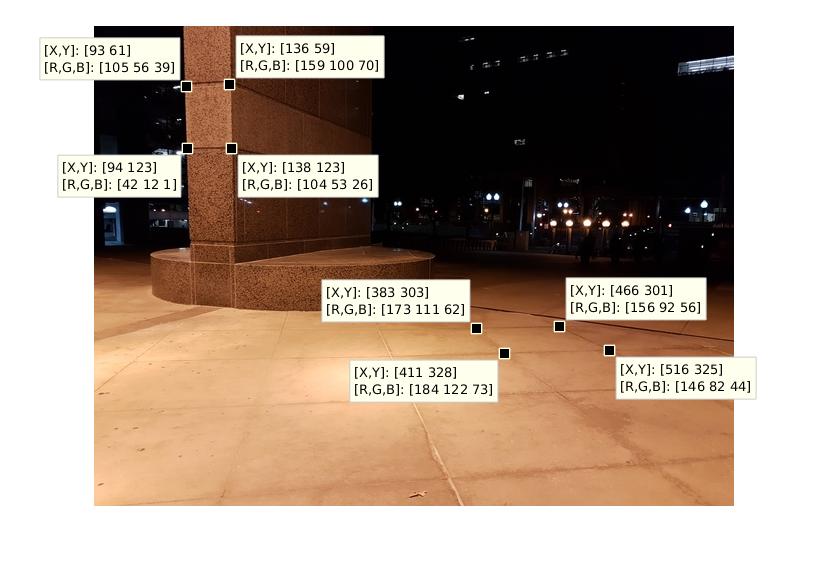 [X,Y]: [93 61]
[R,G,B]: [105 56 39]
[X,Y]: [136 59]
[R,G,B]: [159 100 70]
[X,Y]: [94 123]
[R,G,B]: [42 12 1]
[X,Y]: [138 123]
[R,G,B]: [104 53 26]
[X,Y]: [383 303]
[R,G,B]: [173 111 62]
[X,Y]: [466 301]
[R,G,B]: [156 92 56]
[X,Y]: [411 328]
[R,G,B]: [184 122 73]
[X,Y]: [516 325]
[R,G,B]: [146 82 44]